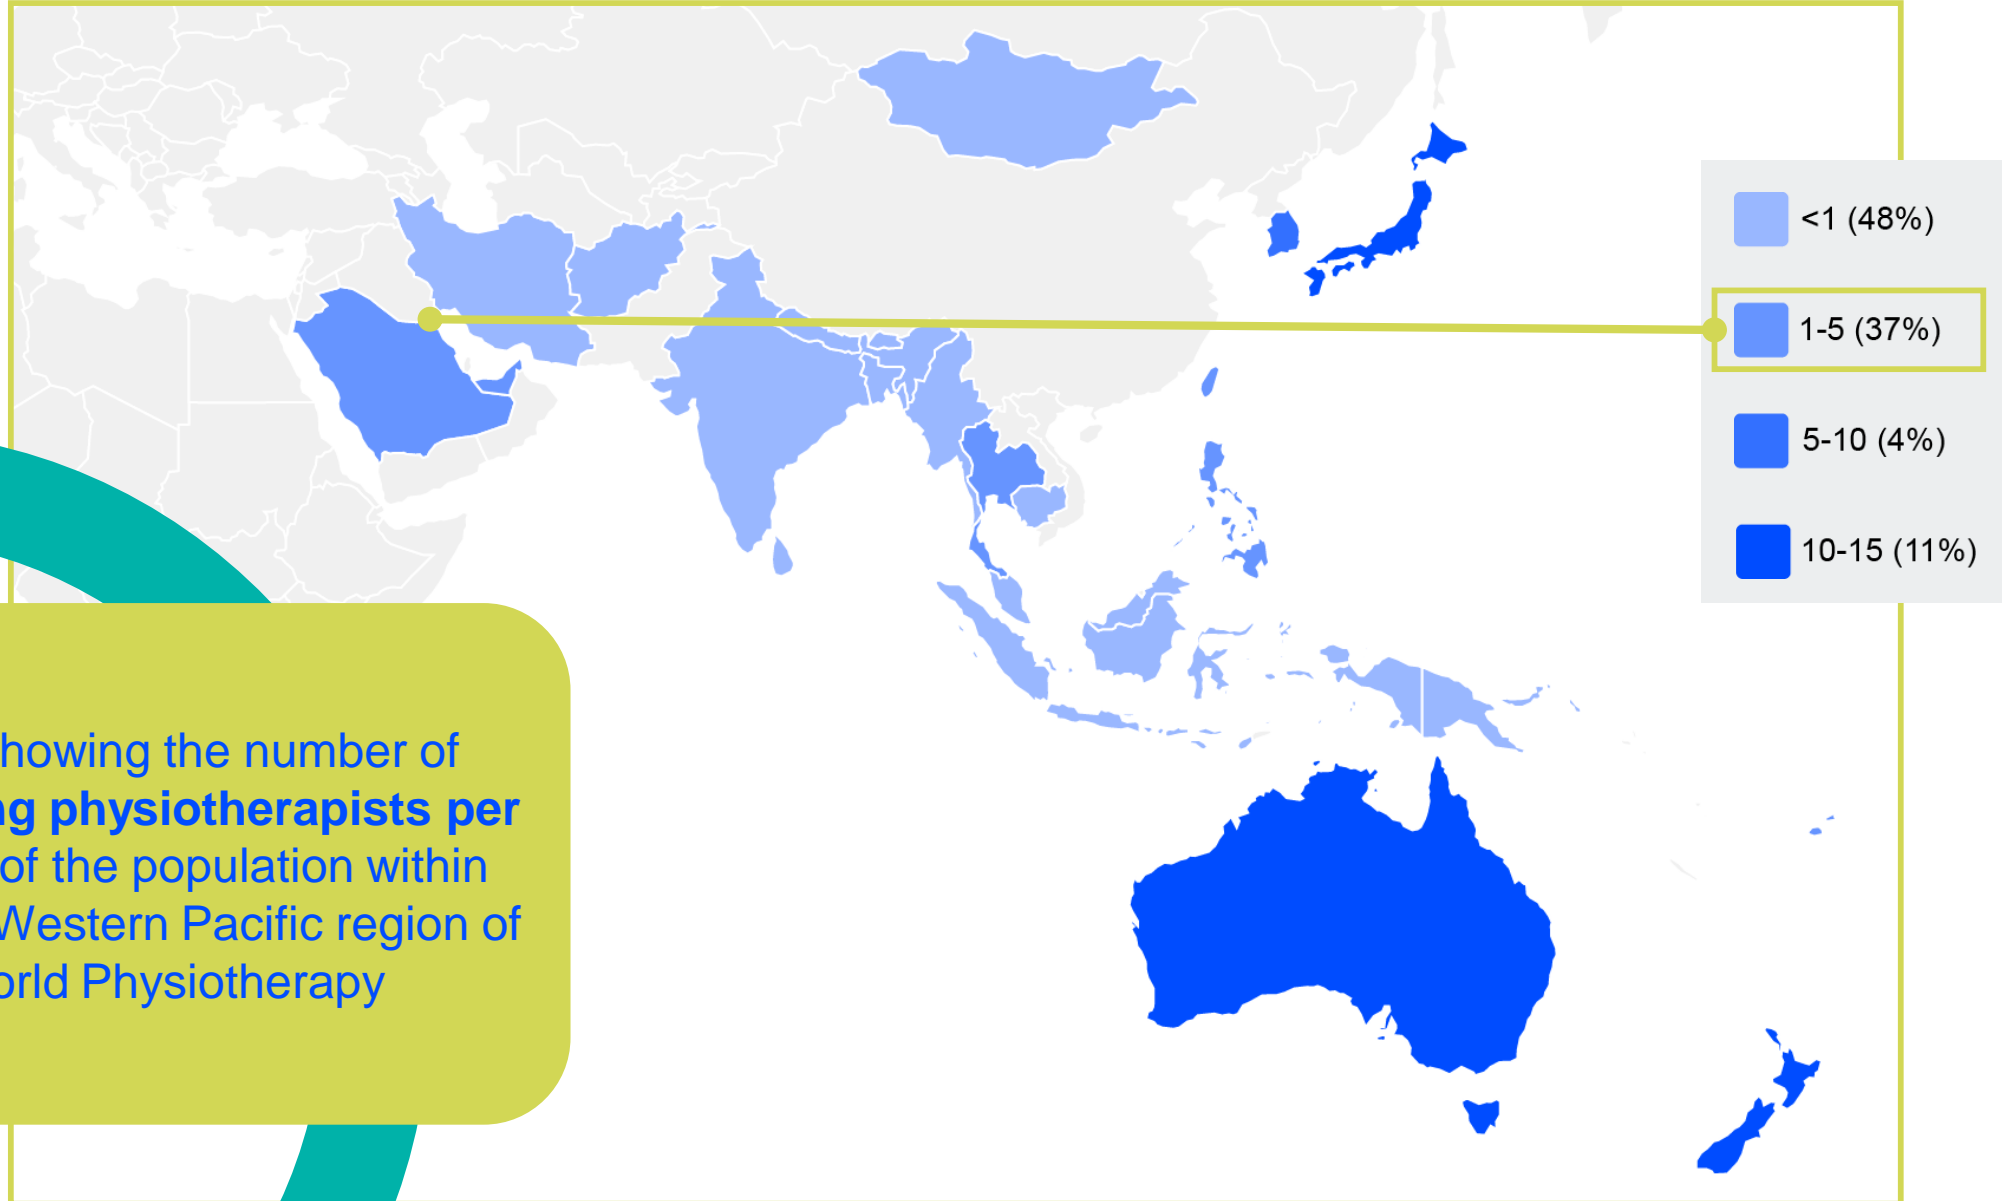 <1 (48%)
1-5 (37%)
5-10 (4%)
10-15 (11%)
howing the number of
ng physiotherapists per
of the population within
Western Pacific region of
orld Physiotherapy